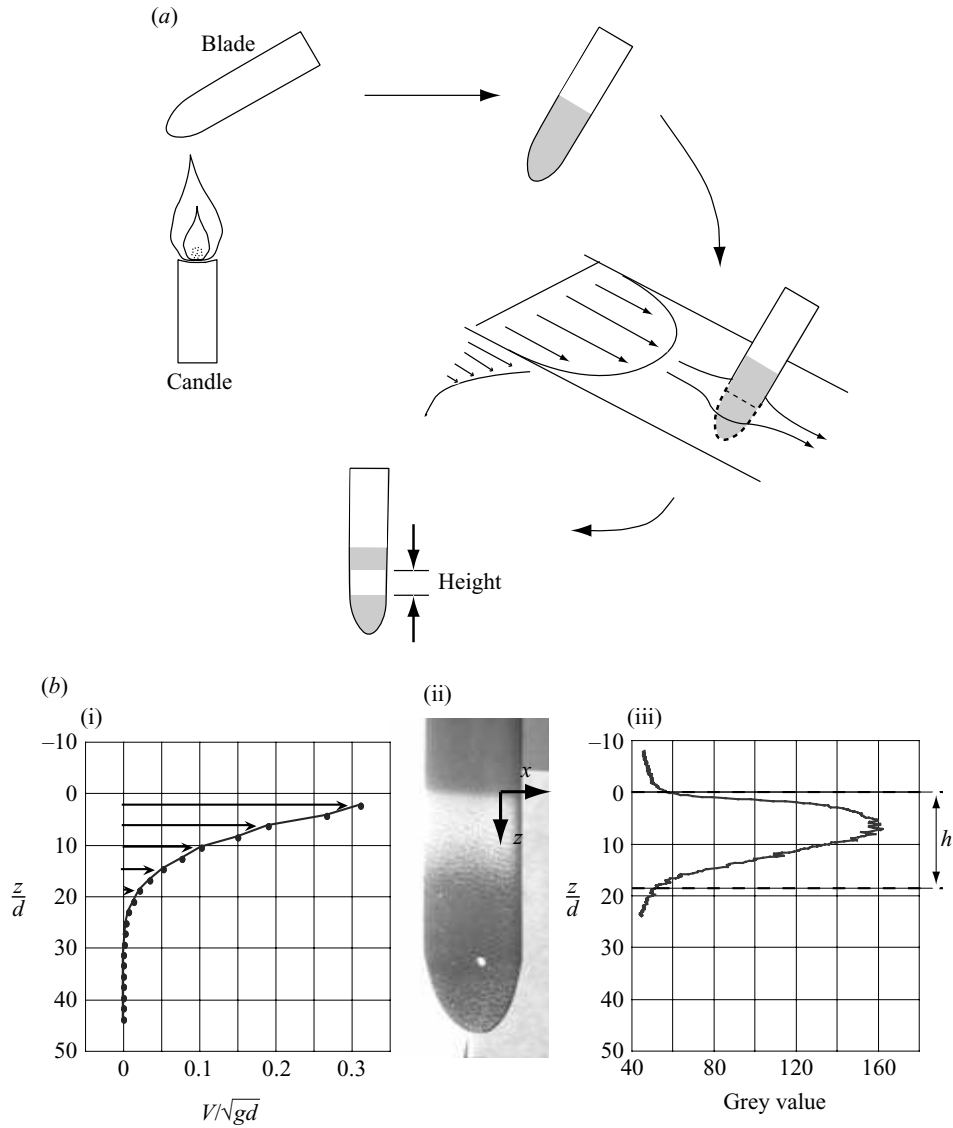 (a)
Blade
Candle
Height
(b)
(i)
–10
0
10
20
30
40
50
z/d
0 0.1 0.2 0.3
V/√gd
(ii)
x
z
(iii)
–10
0
10
20
30
40
50
z/d
h
40 80 120 160
Grey value